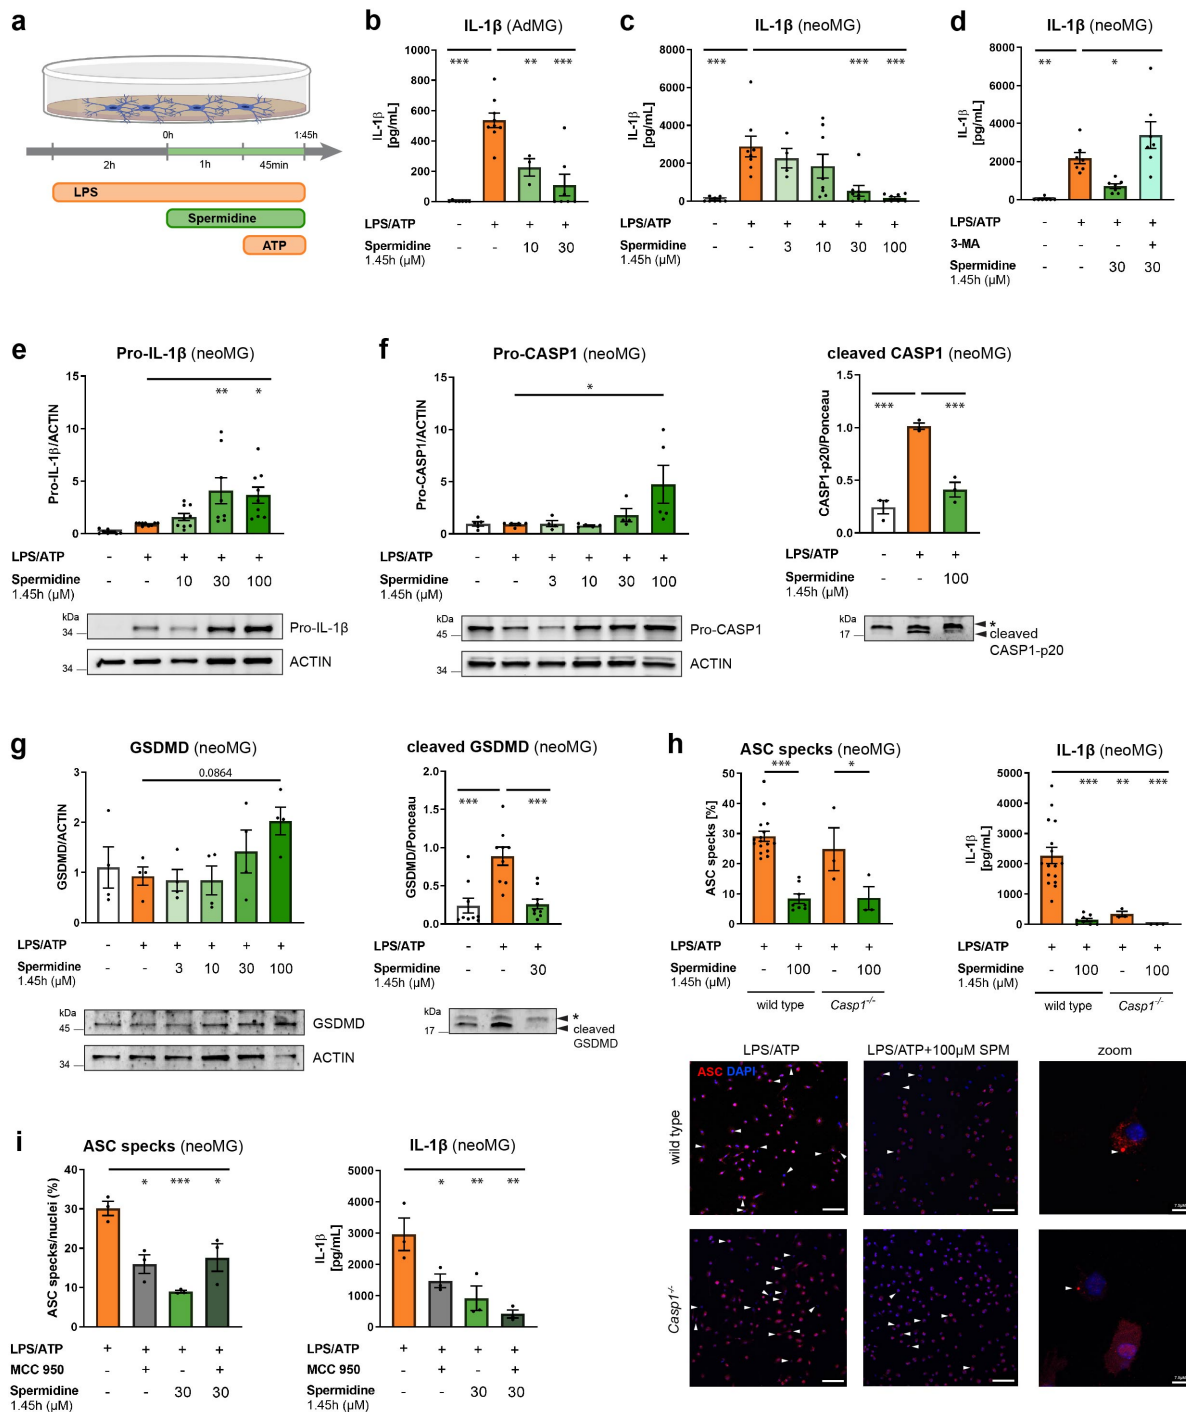 a
0h
1:45h
2h
1h
45min
LPS
Spermidine
ATP
b
IL-1β (AdMG)
1000
800
600
400
200
0
IL-1β
[pg/mL]
*** ** ***
LPS/ATP - + + +
Spermidine - - 10 30
1.45h (µM)
c
IL-1β (neoMG)
8000
6000
4000
2000
0
IL-1β
[pg/mL]
*** *** ***
LPS/ATP - + + + + +
Spermidine - - 3 10 30 100
1.45h (µM)
d
IL-1β (neoMG)
8000
6000
4000
2000
0
IL-1β
[pg/mL]
** *
LPS/ATP - + + +
3-MA - - - +
Spermidine - - 30 30
1.45h (µM)
e
Pro-IL-1β (neoMG)
15
10
5
0
Pro-IL-1β/ACTIN
** *
LPS/ATP - + + + +
Spermidine - - 10 30 100
1.45h (µM)
kDa
34
Pro-IL-1β
34
ACTIN
f
Pro-CASP1 (neoMG)
15
10
5
0
Pro-CASP1/ACTIN
*
LPS/ATP - + + + + +
Spermidine - - 3 10 30 100
1.45h (µM)
kDa
45
Pro-CASP1
34
ACTIN
cleaved CASP1 (neoMG)
1.5
1.0
0.5
0.0
CASP1-p20/Ponceau
*** ***
LPS/ATP - + +
Spermidine - - 100
1.45h (µM)
kDa
17
*
cleaved
CASP1-p20
g
GSDMD (neoMG)
3
2
1
0
GSDMD/ACTIN
0.0864
LPS/ATP - + + + + +
Spermidine - - 3 10 30 100
1.45h (µM)
kDa
45
GSDMD
34
ACTIN
cleaved GSDMD (neoMG)
2.0
1.5
1.0
0.5
0.0
GSDMD/Ponceau
*** ***
LPS/ATP - + +
Spermidine - - 30
1.45h (µM)
kDa
17
*
cleaved
GSDMD
h
ASC specks (neoMG)
50
40
30
20
10
0
ASC specks [%]
*** *
LPS/ATP + + + +
Spermidine - 100 - 100
1.45h (µM)
wild type Casp1-/-
IL-1β (neoMG)
5000
4000
3000
2000
1000
0
IL-1β
[pg/mL]
*** ** ***
LPS/ATP + + + +
Spermidine - 100 - 100
1.45h (µM)
wild type Casp1-/-
LPS/ATP
LPS/ATP+100µM SPM
zoom
ASC DAPI
wild type
7.5µM
Casp1-/-
7.5µM
i
ASC specks (neoMG)
40
30
20
10
0
ASC specks/nuclei (%)
* *** *
LPS/ATP + + + +
MCC 950 - + - +
Spermidine - - 30 30
1.45h (µM)
IL-1β (neoMG)
5000
4000
3000
2000
1000
0
IL-1β
[pg/mL]
* ** **
LPS/ATP + + + +
MCC 950 - + - +
Spermidine - - 30 30
1.45h (µM)